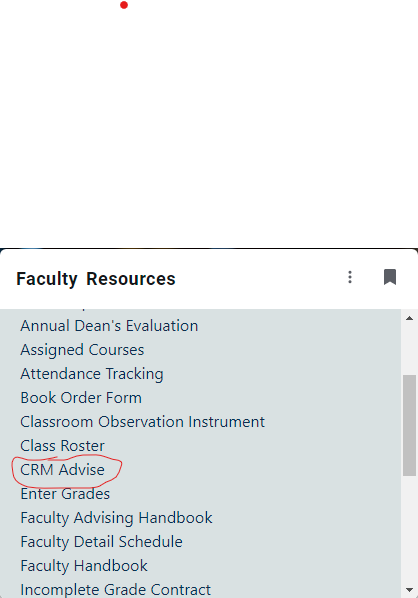 Faculty Resources
Annual Dean's Evaluation
Assigned Courses
Attendance Tracking
Book Order Form
Classroom Observation Instrument
Class Roster
CRM Advise
Enter Grades
Faculty Advising Handbook
Faculty Detail Schedule
Faculty Handbook
Incomplete Grade Contract